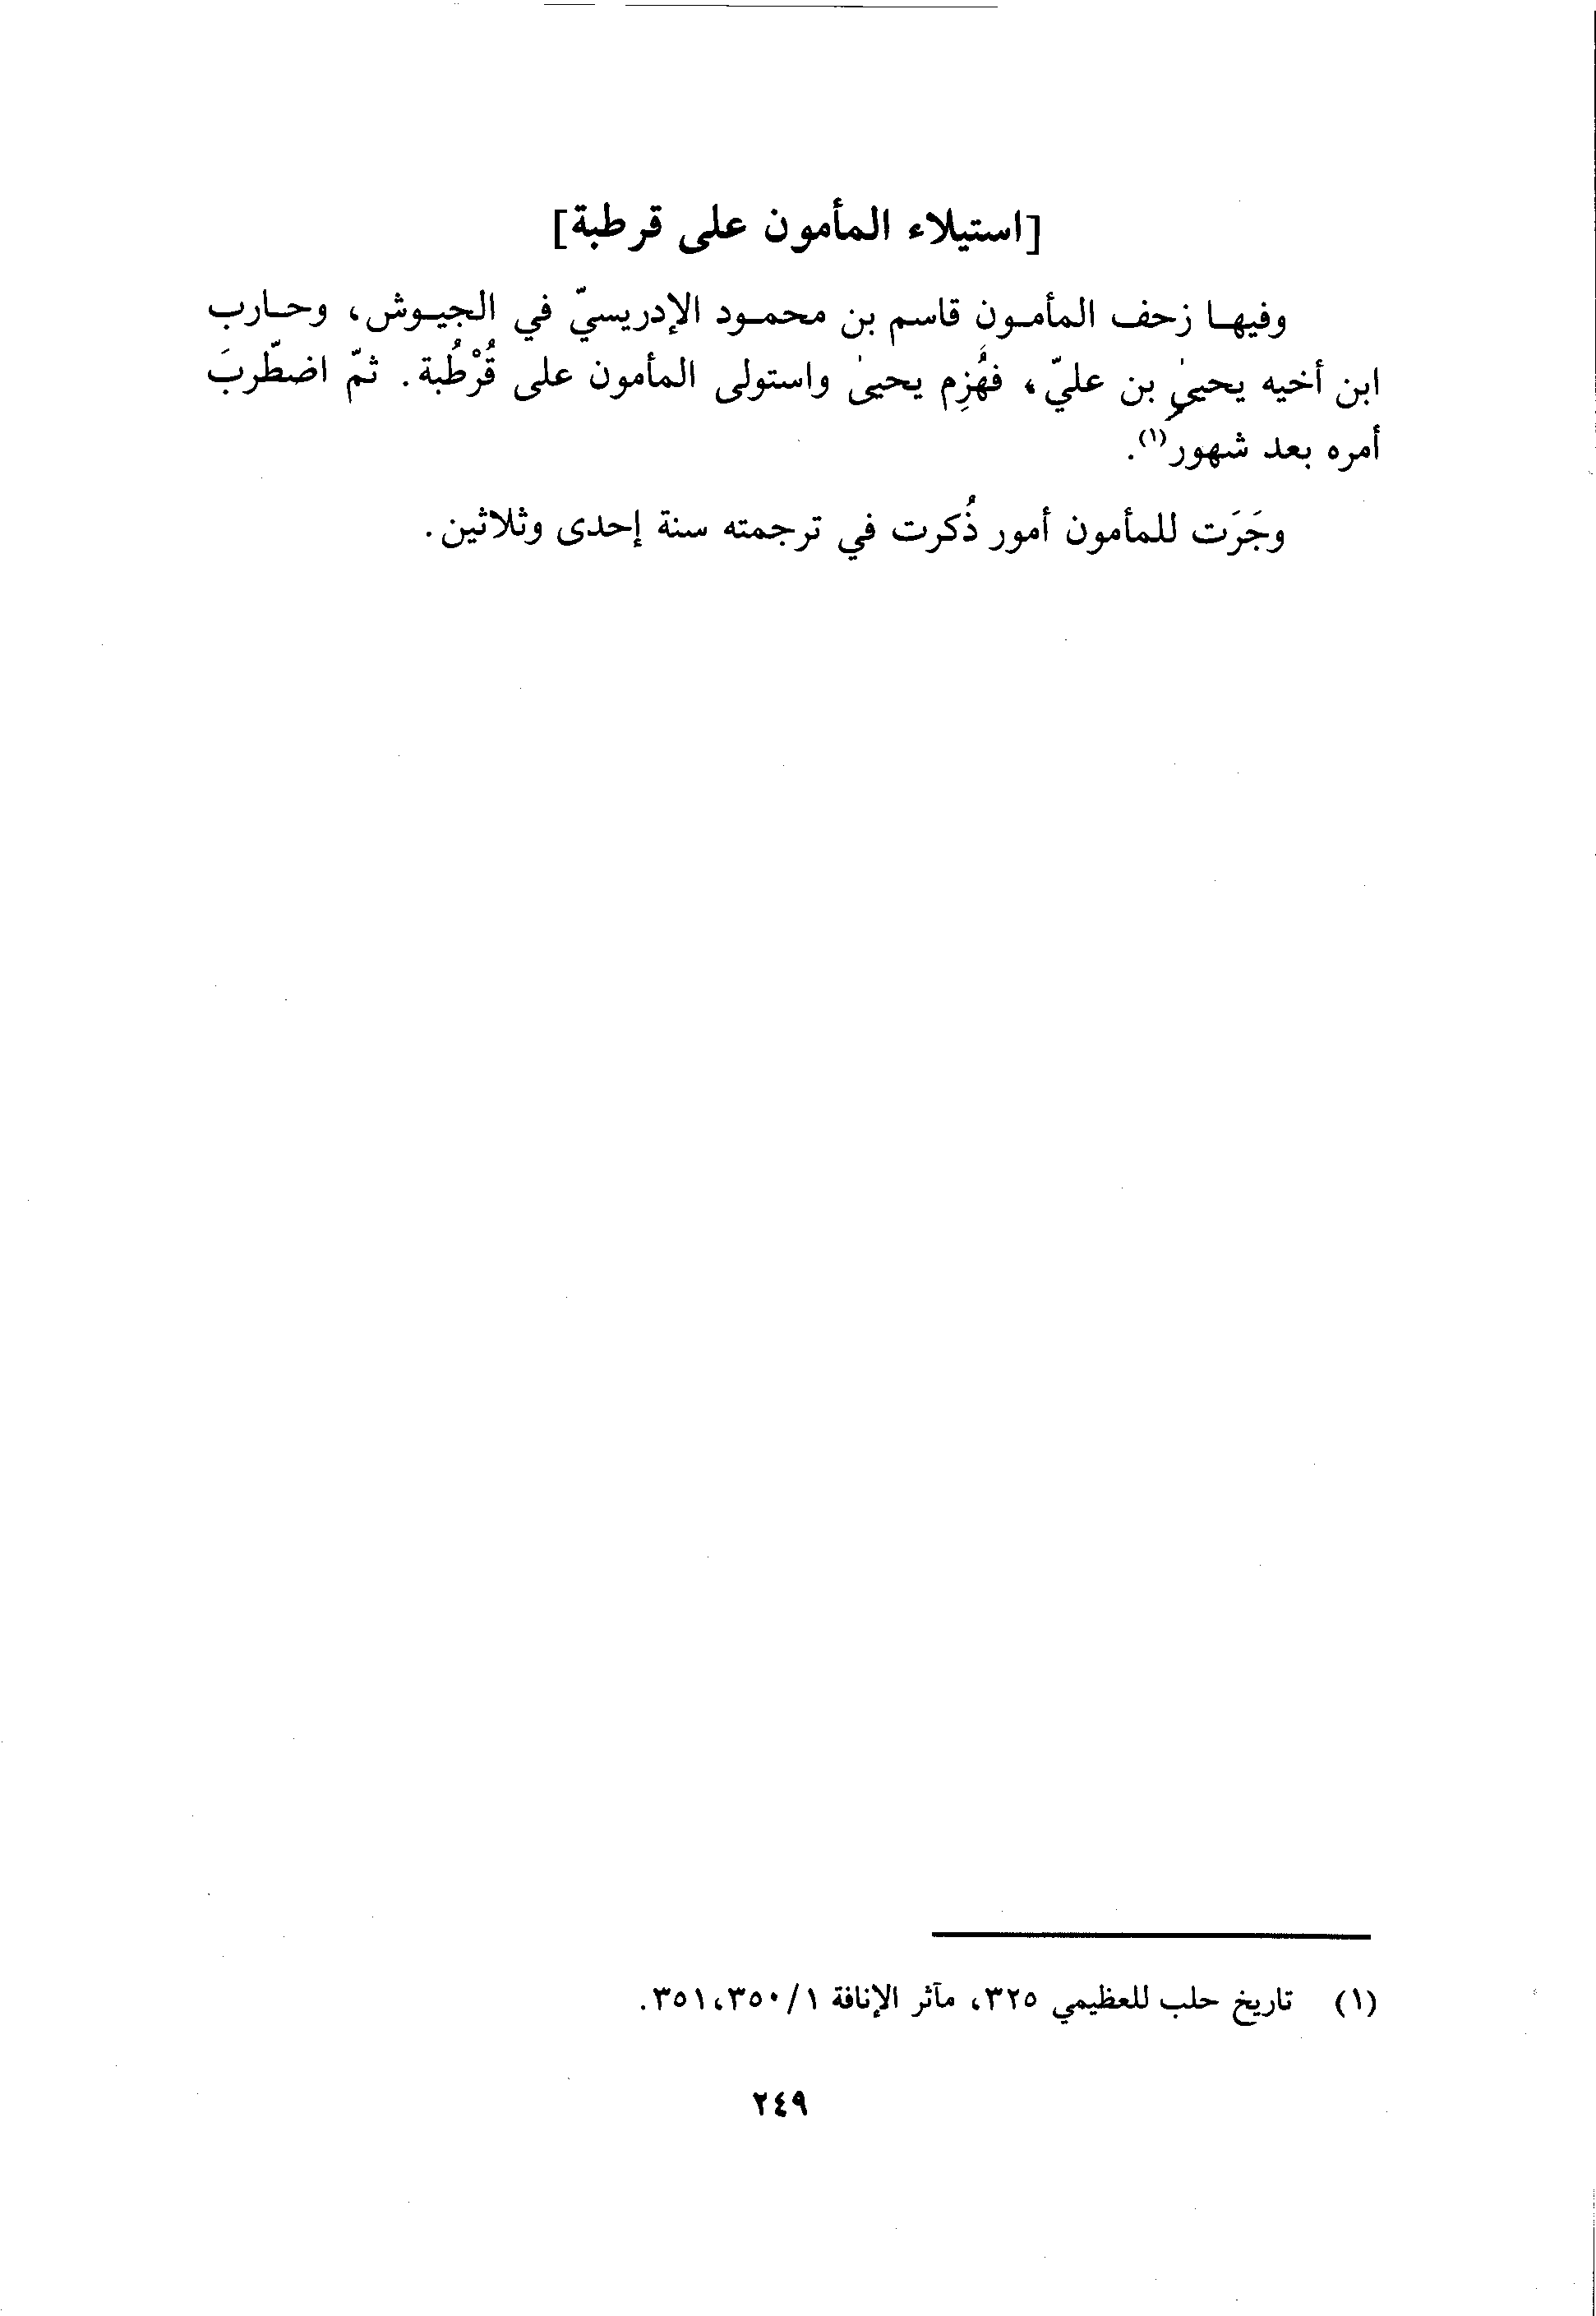 [استيلاء المأمون على قرطبة]
وفيها زحف المأمون قاسم بن محمود الإدريسيّ في الجيوش، وحارب
ابن أخيه يحيىٰ بن عليّ، فهُزِم يحيىٰ واستولى المأمون على قُرْطُبة. ثمّ اضطّربَ
أمره بعد شهور(١).
وجَرَت للمأمون أمور ذُكرت في ترجمته سنة إحدى وثلاثين.
(١) تاريخ حلب للعظيمي ٣٢٥، مآثر الإنافة ١/٣٥٠،٣٥١.
٢٤٩